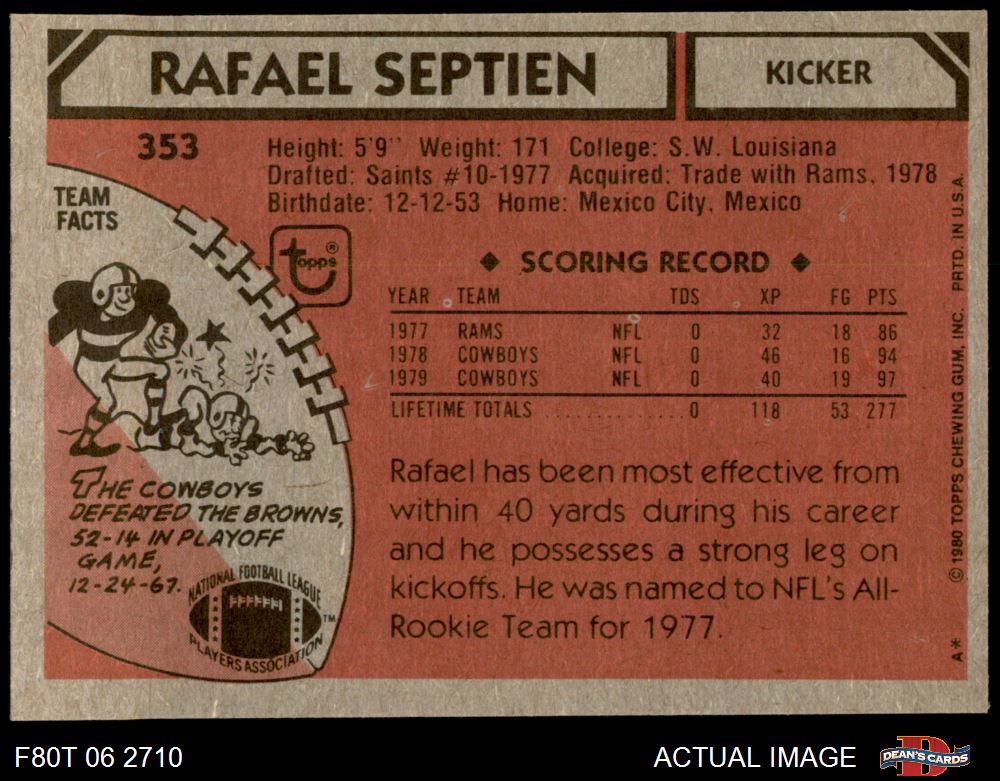 RAFAEL SEPTIEN
KICKER
353
Height: 5'9" Weight: 171 College: S.W. Louisiana
Drafted: Saints #10-1977 Acquired: Trade with Rams, 1978
Birthdate: 12-12-53 Home: Mexico City, Mexico
TEAM
FACTS
topps®
◆ SCORING RECORD ◆
YEAR TEAM TDS XP FG PTS
1977 RAMS NFL 0 32 18 86
1978 COWBOYS NFL 0 46 16 94
1979 COWBOYS NFL 0 40 19 97
LIFETIME TOTALS ............ 0 118 53 277
Rafael has been most effective from
within 40 yards during his career
and he possesses a strong leg on
kickoffs. He was named to NFL's All-
Rookie Team for 1977.
THE COWBOYS
DEFEATED THE BROWNS,
52-14 IN PLAYOFF
GAME,
12-24-67.
NATIONAL FOOTBALL LEAGUE
PLAYERS ASSOCIATION
TM
A* © 1980 TOPPS CHEWING GUM, INC. PRTD. IN U.S.A.
F80T 06 2710
ACTUAL IMAGE
DEAN'S CARDS